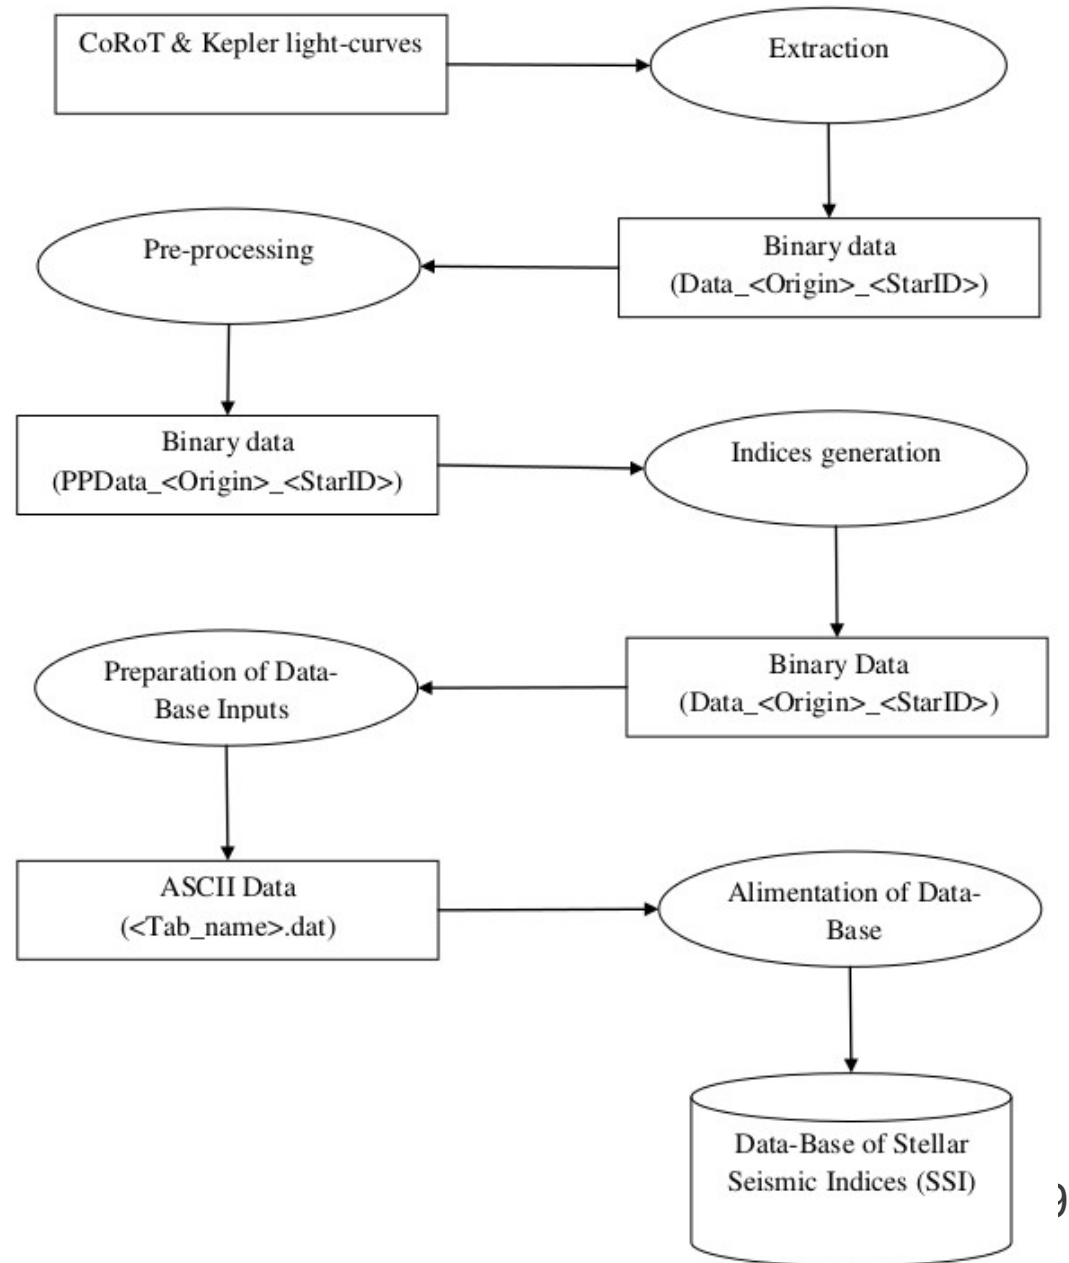 CoRoT & Kepler light-curves
Extraction
Binary data
(Data_<Origin>_<StarID>)
Pre-processing
Binary data
(PPData_<Origin>_<StarID>)
Indices generation
Binary Data
(Data_<Origin>_<StarID>)
Preparation of Data-
Base Inputs
ASCII Data
(<Tab_name>.dat)
Alimentation of Data-
Base
Data-Base of Stellar
Seismic Indices (SSI)